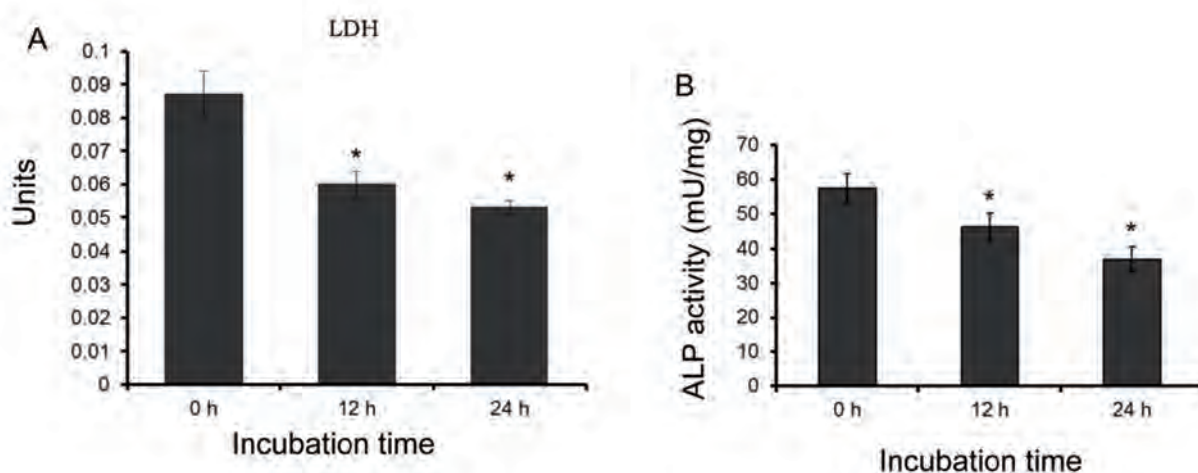 A
LDH
0.1
0.09
0.08
0.07
0.06
0.05
0.04
0.03
0.02
0.01
0
Units
*
*
0 h
12 h
24 h
Incubation time
B
70
60
50
40
30
20
10
0
ALP activity (mU/mg)
*
*
0 h
12 h
24 h
Incubation time